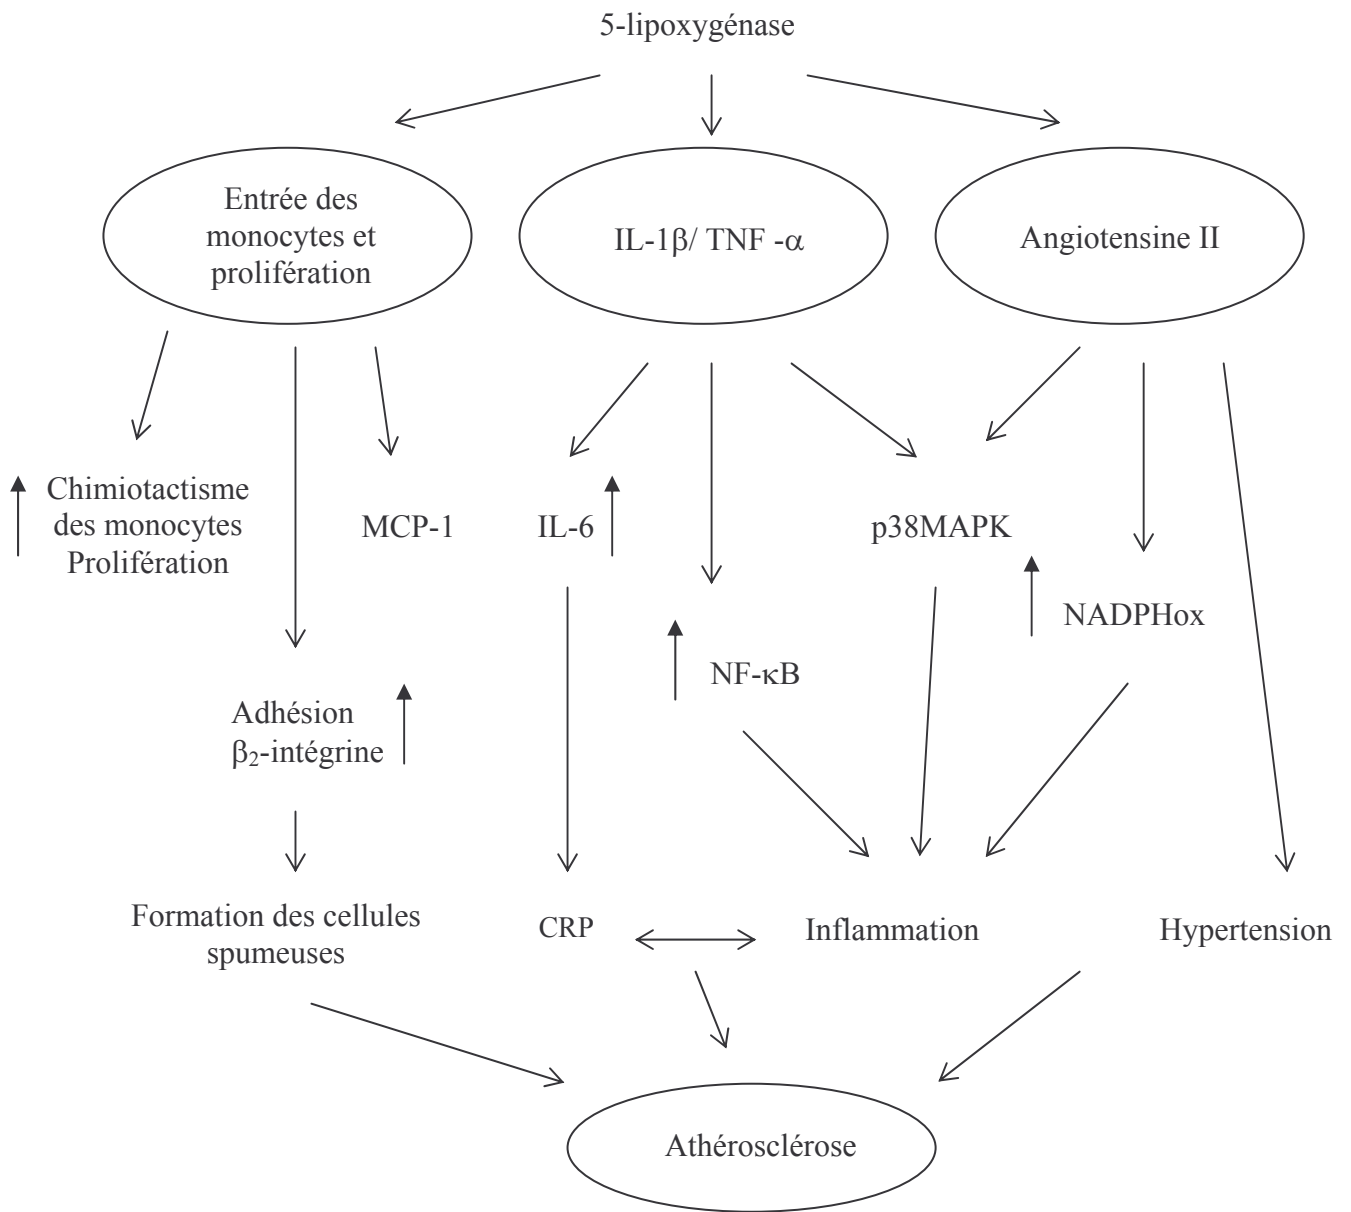 5-lipoxygénase
Entrée des
monocytes et
prolifération
IL-1β/ TNF -α
Angiotensine II
Chimiotactisme
des monocytes
Prolifération
MCP-1
IL-6
p38MAPK
NADPHox
NF-κB
Adhésion
β₂-intégrine
Formation des cellules
spumeuses
CRP
Inflammation
Hypertension
Athérosclérose